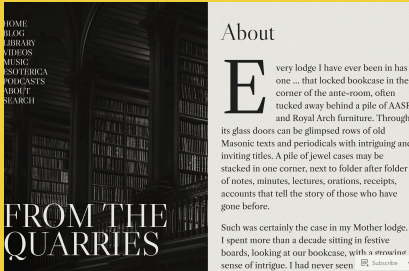 HOME
BLOG
LIBRARY
VIDEOS
MUSIC
ESOTERICA
PODCASTS
ABOUT
SEARCH
FROM THE
QUARRIES
About
Every lodge I have ever been in has
one ... that locked bookcase in the
corner of the ante-room, often
tucked away behind a pile of AASR
and Royal Arch furniture. Through
its glass doors can be glimpsed rows of old
Masonic texts and periodicals with intriguing and
inviting titles. A pile of jewel cases may be
stacked in one corner, next to folder after folder
of notes, minutes, lectures, orations, receipts,
accounts that tell the story of those who have
gone before.
Such was certainly the case in my Mother lodge.
I spent more than a decade sitting in festive
boards, looking at our bookcase, with a growing
sense of intrigue. I had never seen
Subscribe